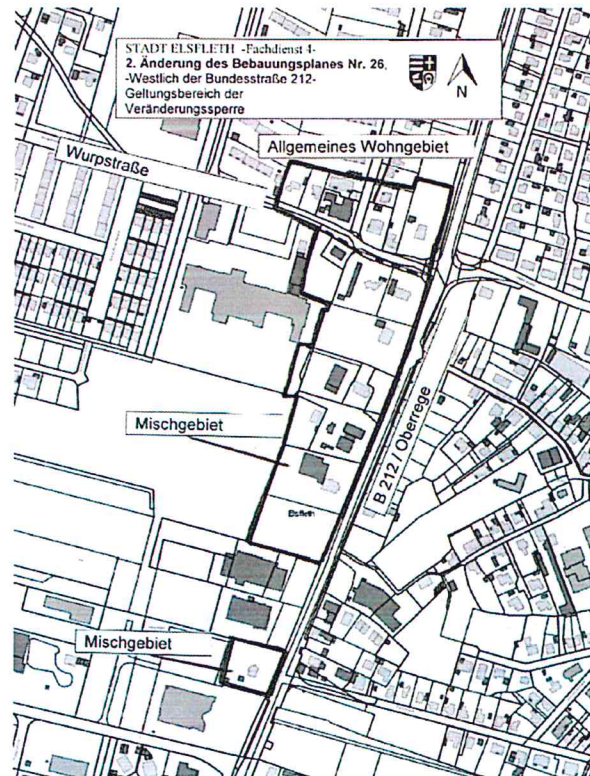 STADT ELSFLETH -Fachdienst 4-
2. Änderung des Bebauungsplanes Nr. 26,
-Westlich der Bundesstraße 212-
Geltungsbereich der
Veränderungssperre
N
Wurpstraße
Allgemeines Wohngebiet
Mischgebiet
B 212 / Oberrege
Elsfleth
Mischgebiet